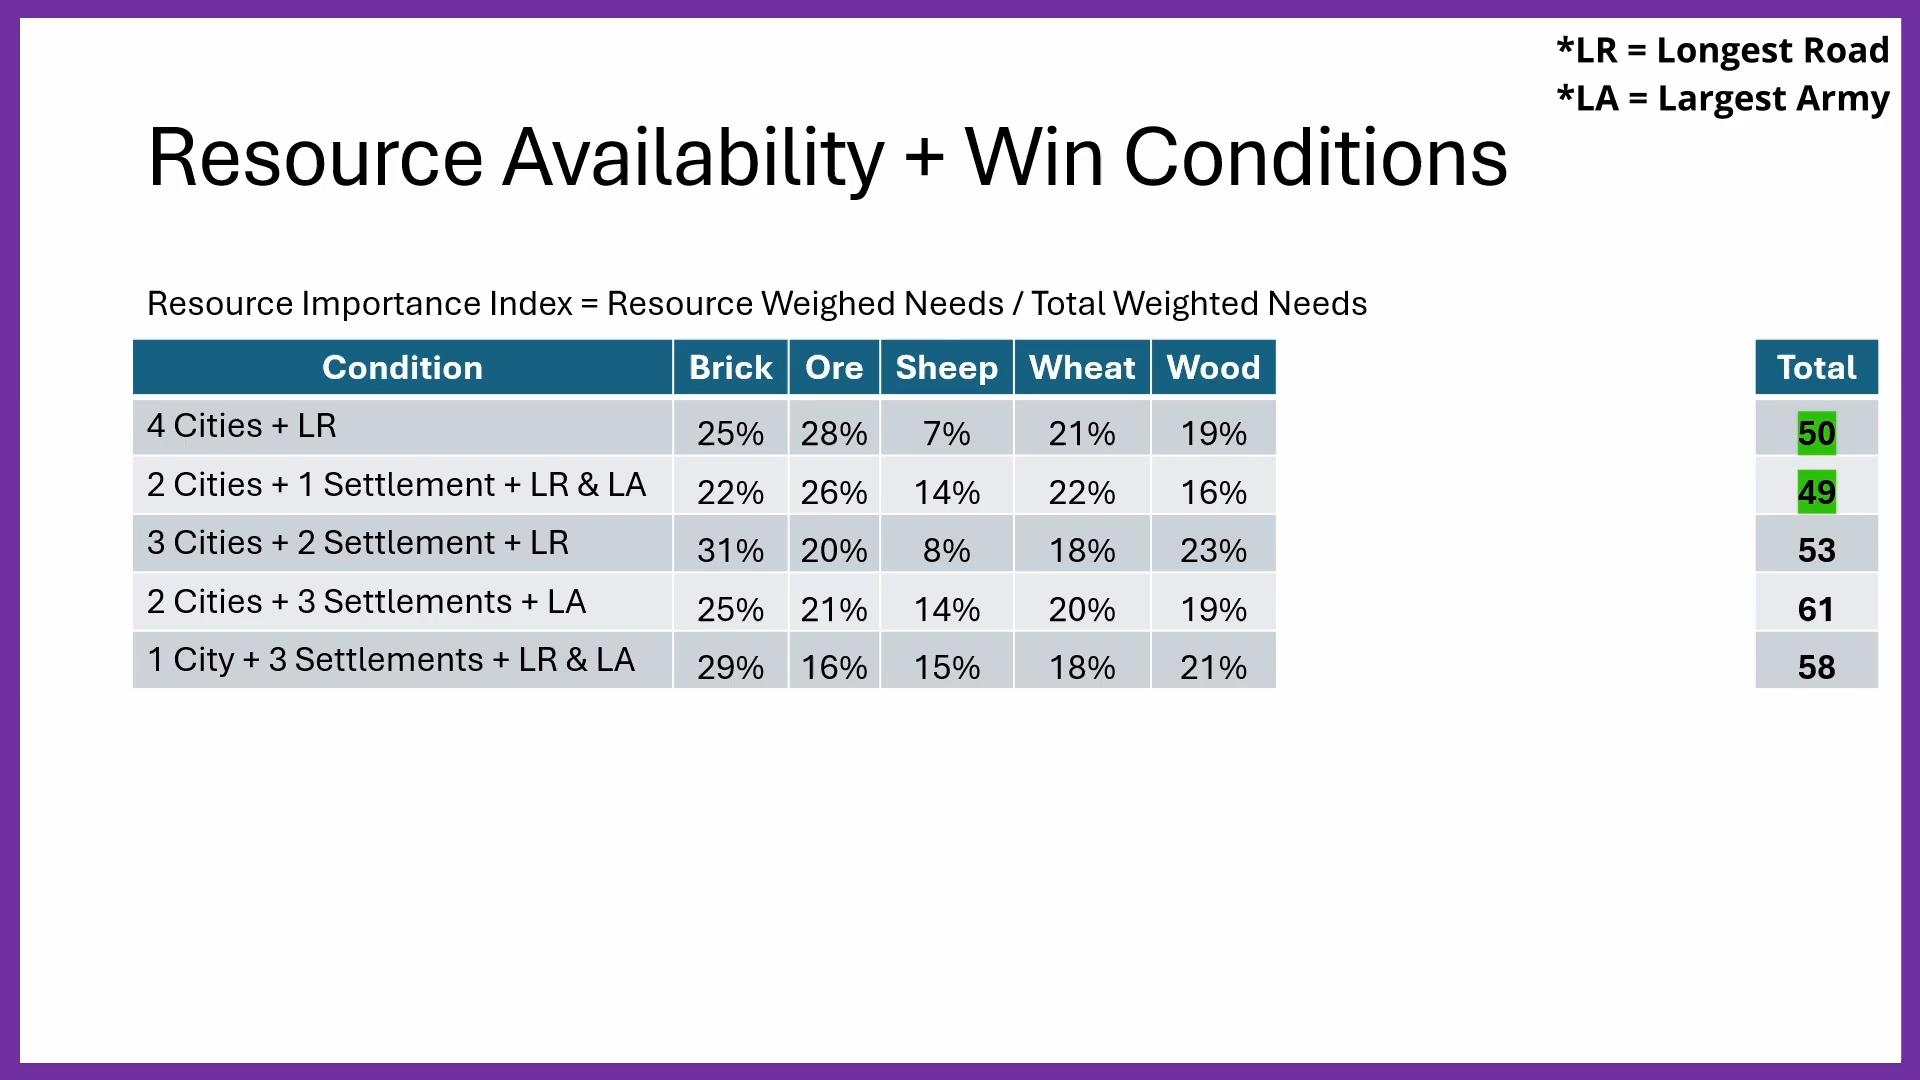 *LR = Longest Road
*LA = Largest Army
Resource Availability + Win Conditions
Resource Importance Index = Resource Weighed Needs / Total Weighted Needs
Condition Brick Ore Sheep Wheat Wood Total
4 Cities + LR 25% 28% 7% 21% 19% 50
2 Cities + 1 Settlement + LR & LA 22% 26% 14% 22% 16% 49
3 Cities + 2 Settlement + LR 31% 20% 8% 18% 23% 53
2 Cities + 3 Settlements + LA 25% 21% 14% 20% 19% 61
1 City + 3 Settlements + LR & LA 29% 16% 15% 18% 21% 58